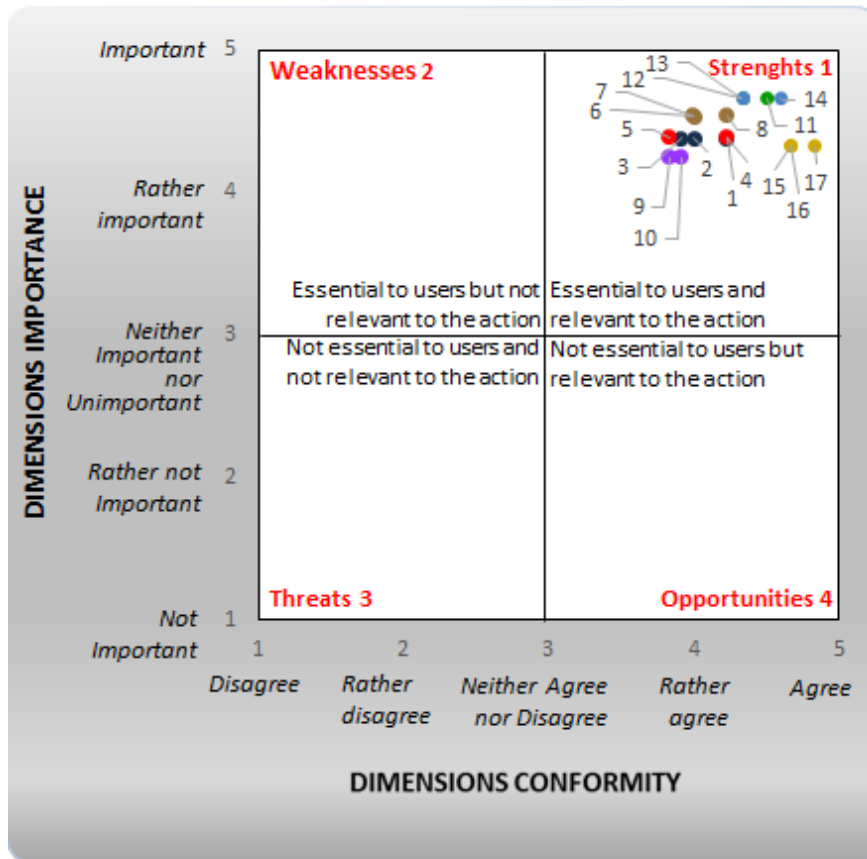 Important 5
Weaknesses 2
Strenghts 1
13
12
7
6
5
3
9
10
2
8
1
4
11
14
15
16
17
Rather
important
4
DIMENSIONS IMPORTANCE
Essential to users but not
relevant to the action
Essential to users and
relevant to the action
Neither
Important
nor
Unimportant
3
Not essential to users and
not relevant to the action
Not essential to users but
relevant to the action
Rather not
Important
2
Threats 3
Opportunities 4
Not
Important
1
1 2 3 4 5
Disagree
Rather
disagree
Neither Agree
nor Disagree
Rather
agree
Agree
DIMENSIONS CONFORMITY